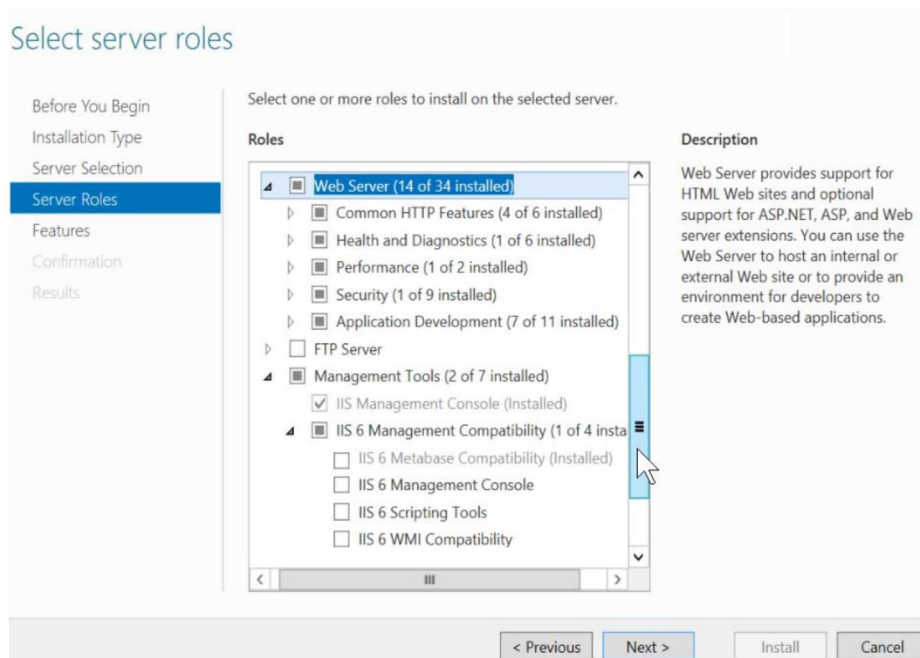 Select server roles
Before You Begin
Installation Type
Server Selection
Server Roles
Features
Confirmation
Results
Select one or more roles to install on the selected server.
Roles
Web Server (14 of 34 installed)
Common HTTP Features (4 of 6 installed)
Health and Diagnostics (1 of 6 installed)
Performance (1 of 2 installed)
Security (1 of 9 installed)
Application Development (7 of 11 installed)
FTP Server
Management Tools (2 of 7 installed)
IIS Management Console (Installed)
IIS 6 Management Compatibility (1 of 4 insta
IIS 6 Metabase Compatibility (Installed)
IIS 6 Management Console
IIS 6 Scripting Tools
IIS 6 WMI Compatibility
Description
Web Server provides support for
HTML Web sites and optional
support for ASP.NET, ASP, and Web
server extensions. You can use the
Web Server to host an internal or
external Web site or to provide an
environment for developers to
create Web-based applications.
< Previous
Next >
Install
Cancel